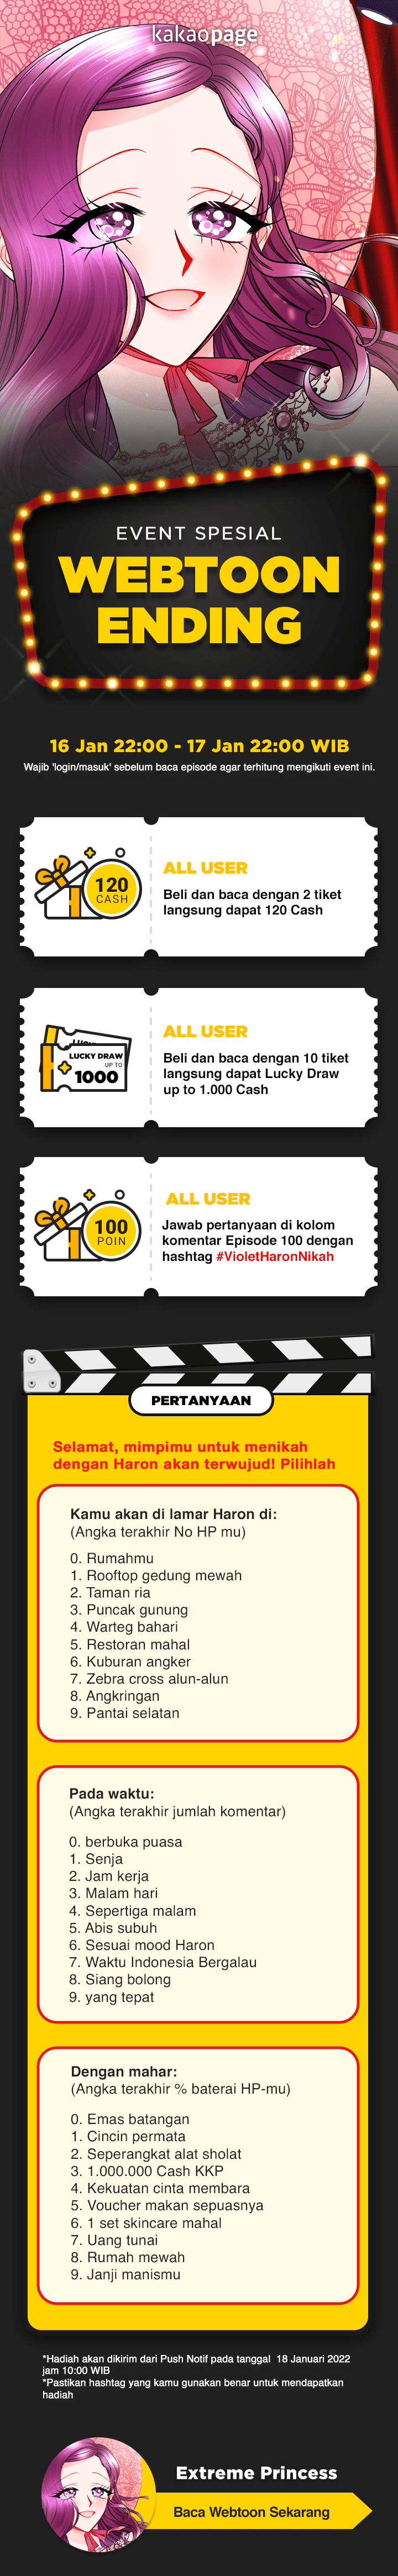 kakaopage
EVENT SPESIAL
WEBTOON
ENDING
16 Jan 22:00 - 17 Jan 22:00 WIB
Wajib 'login/masuk' sebelum baca episode agar terhitung mengikuti event ini.
120
CASH
ALL USER
Beli dan baca dengan 2 tiket
langsung dapat 120 Cash
LUCKY DRAW
UP TO
1000
ALL USER
Beli dan baca dengan 10 tiket
langsung dapat Lucky Draw
up to 1.000 Cash
100
POIN
ALL USER
Jawab pertanyaan di kolom
komentar Episode 100 dengan
hashtag #VioletHaronNikah
PERTANYAAN
Selamat, mimpimu untuk menikah
dengan Haron akan terwujud! Pilihlah
Kamu akan di lamar Haron di:
(Angka terakhir No HP mu)
0. Rumahmu
1. Rooftop gedung mewah
2. Taman ria
3. Puncak gunung
4. Warteg bahari
5. Restoran mahal
6. Kuburan angker
7. Zebra cross alun-alun
8. Angkringan
9. Pantai selatan
Pada waktu:
(Angka terakhir jumlah komentar)
0. berbuka puasa
1. Senja
2. Jam kerja
3. Malam hari
4. Sepertiga malam
5. Abis subuh
6. Sesuai mood Haron
7. Waktu Indonesia Bergalau
8. Siang bolong
9. yang tepat
Dengan mahar:
(Angka terakhir % baterai HP-mu)
0. Emas batangan
1. Cincin permata
2. Seperangkat alat sholat
3. 1.000.000 Cash KKP
4. Kekuatan cinta membara
5. Voucher makan sepuasnya
6. 1 set skincare mahal
7. Uang tunai
8. Rumah mewah
9. Janji manismu
*Hadiah akan dikirim dari Push Notif pada tanggal 18 Januari 2022
jam 10:00 WIB
*Pastikan hashtag yang kamu gunakan benar untuk mendapatkan
hadiah
Extreme Princess
Baca Webtoon Sekarang